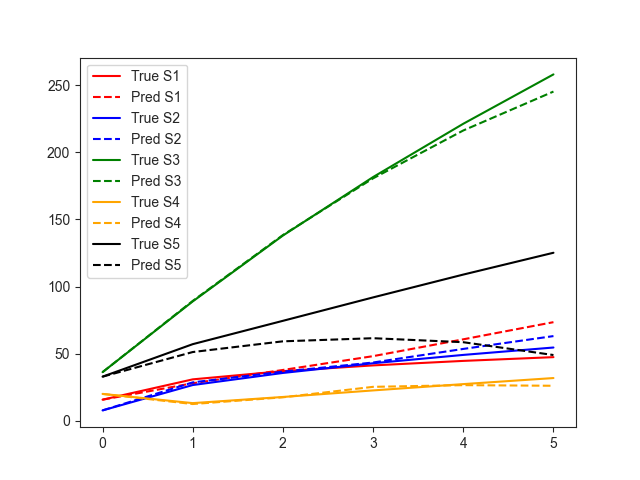 True S1
Pred S1
True S2
Pred S2
True S3
Pred S3
True S4
Pred S4
True S5
Pred S5
250
200
150
100
50
0
0 1 2 3 4 5